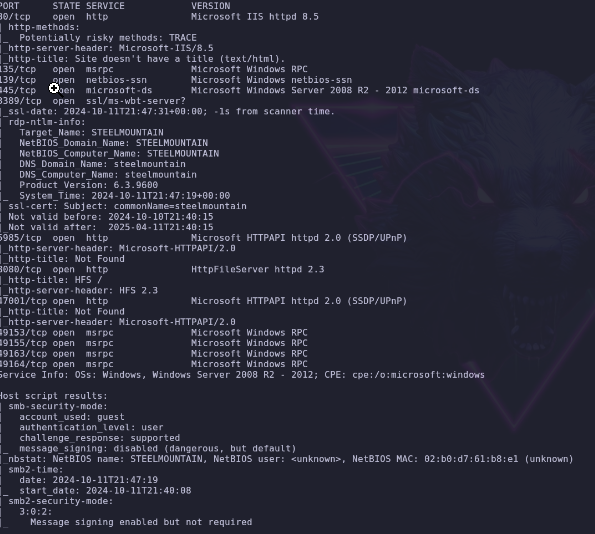 PORT STATE SERVICE VERSION
80/tcp open http Microsoft IIS httpd 8.5
| http-methods:
|_ Potentially risky methods: TRACE
|_http-server-header: Microsoft-IIS/8.5
|_http-title: Site doesn't have a title (text/html).
135/tcp open msrpc Microsoft Windows RPC
139/tcp open netbios-ssn Microsoft Windows netbios-ssn
445/tcp open microsoft-ds Microsoft Windows Server 2008 R2 - 2012 microsoft-ds
3389/tcp open ssl/ms-wbt-server?
|_ssl-date: 2024-10-11T21:47:31+00:00; -1s from scanner time.
| rdp-ntlm-info:
| Target_Name: STEELMOUNTAIN
| NetBIOS_Domain_Name: STEELMOUNTAIN
| NetBIOS_Computer_Name: STEELMOUNTAIN
| DNS_Domain_Name: steelmountain
| DNS_Computer_Name: steelmountain
| Product_Version: 6.3.9600
|_ System_Time: 2024-10-11T21:47:19+00:00
| ssl-cert: Subject: commonName=steelmountain
| Not valid before: 2024-10-10T21:40:15
|_Not valid after: 2025-04-11T21:40:15
5985/tcp open http Microsoft HTTPAPI httpd 2.0 (SSDP/UPnP)
|_http-server-header: Microsoft-HTTPAPI/2.0
|_http-title: Not Found
8080/tcp open http HttpFileServer httpd 2.3
|_http-title: HFS /
|_http-server-header: HFS 2.3
47001/tcp open http Microsoft HTTPAPI httpd 2.0 (SSDP/UPnP)
|_http-title: Not Found
|_http-server-header: Microsoft-HTTPAPI/2.0
49153/tcp open msrpc Microsoft Windows RPC
49155/tcp open msrpc Microsoft Windows RPC
49163/tcp open msrpc Microsoft Windows RPC
49164/tcp open msrpc Microsoft Windows RPC
Service Info: OSs: Windows, Windows Server 2008 R2 - 2012; CPE: cpe:/o:microsoft:windows
Host script results:
| smb-security-mode:
| account_used: guest
| authentication_level: user
| challenge_response: supported
|_ message_signing: disabled (dangerous, but default)
|_nbstat: NetBIOS name: STEELMOUNTAIN, NetBIOS user: <unknown>, NetBIOS MAC: 02:b0:d7:61:b8:e1 (unknown)
| smb2-time:
| date: 2024-10-11T21:47:19
|_ start_date: 2024-10-11T21:40:08
| smb2-security-mode:
| 3:0:2:
|_ Message signing enabled but not required